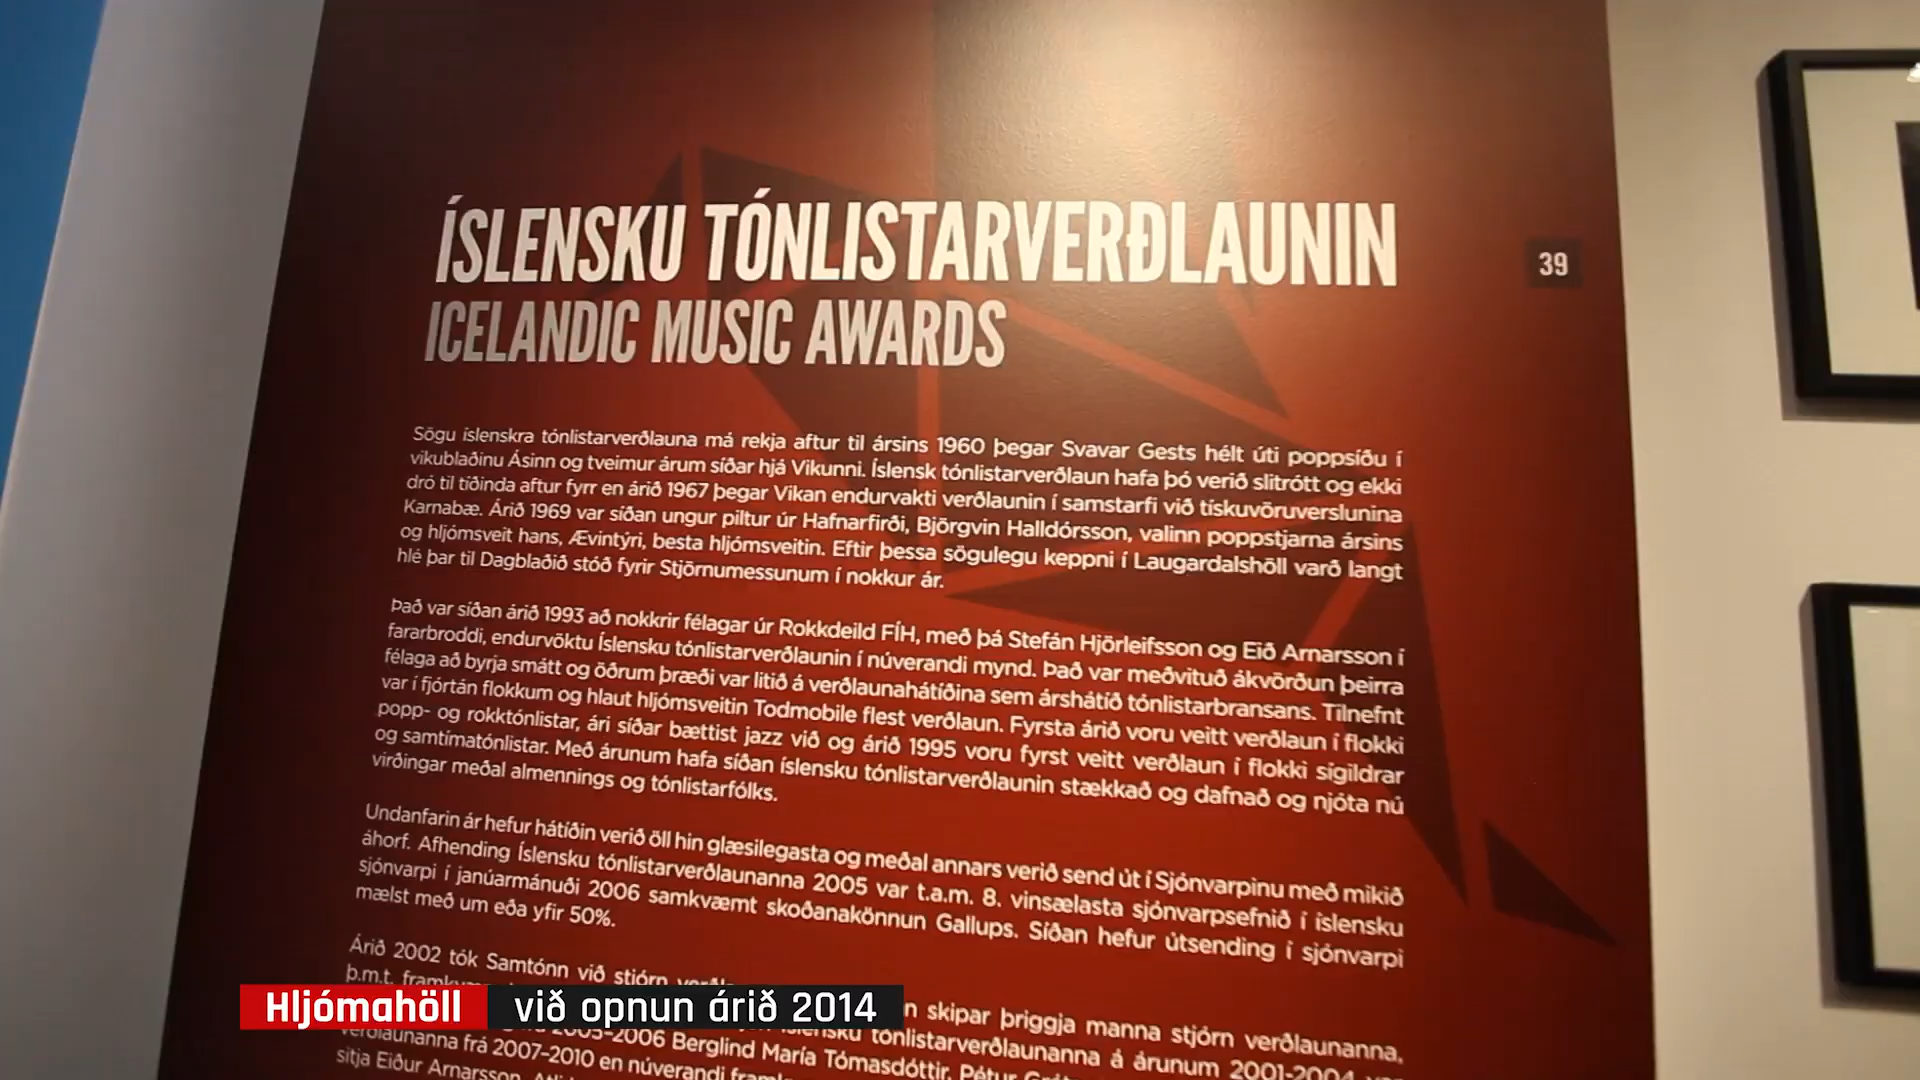 ÍSLENSKU TÓNLISTARVERÐLAUNIN
39
ICELANDIC MUSIC AWARDS
Sögu íslenskra tónlistarverðlauna má rekja aftur til ársins 1960 þegar Svavar Gests hélt úti poppsíðu í
vikublaðinu Ásinn og tveimur árum síðar hjá Vikunni. Íslensk tónlistarverðlaun hafa þó verið slitrótt og ekki
dró til tíðinda aftur fyrr en árið 1967 þegar Vikan endurvakti verðlaunin í samstarfi við tískuvöruverslunina
Karnabæ. Árið 1969 var síðan ungur piltur úr Hafnarfirði, Björgvin Halldórsson, valinn poppstjarna ársins
og hljómsveit hans, Ævintýri, besta hljómsveitin. Eftir þessa sögulegu keppni í Laugardalshöll varð langt
hlé þar til Dagblaðið stóð fyrir Stjörnumessunum í nokkur ár.
Það var síðan árið 1993 að nokkrir félagar úr Rokkdeild FÍH, með þá Stefán Hjörleifsson og Eið Arnarsson í
fararbroddi, endurvöktu Íslensku tónlistarverðlaunin í núverandi mynd. Það var meðvituð ákvörðun þeirra
félaga að byrja smátt og öðrum þræði var litið á verðlaunahátíðina sem árshátíð tónlistarbransans. Tilnefnt
var í fjórtán flokkum og hlaut hljómsveitin Todmobile flest verðlaun. Fyrsta árið voru veitt verðlaun í flokki
popp- og rokktónlistar, ári síðar bættist jazz við og árið 1995 voru fyrst veitt verðlaun í flokki sígildrar
og samtímatónlistar. Með árunum hafa síðan íslensku tónlistarverðlaunin stækkað og dafnað og njóta nú
virðingar meðal almennings og tónlistarfólks.
Undanfarin ár hefur hátíðin verið öll hin glæsilegasta og meðal annars verið send út í Sjónvarpinu með mikið
áhorf. Afhending Íslensku tónlistarverðlaunanna 2005 var t.a.m. 8. vinsælasta sjónvarpsefnið í íslensku
sjónvarpi í janúarmánuði 2006 samkvæmt skoðanakönnun Gallups. Síðan hefur útsending í sjónvarpi
mælst með um eða yfir 50%.
Árið 2002 tók Samtónn við stjórn
þ.m.t. skipar þriggja manna stjórn verðlaunanna,
Hljómahöll við opnun árið 2014
íslensku tónlistarverðlaunanna á árunum 2001-2004
verðlaunanna 2005-2006 Berglind María Tómasdóttir, Pétur
frá 2007-2010 en núverandi
sitja Eiður Arnarsson,